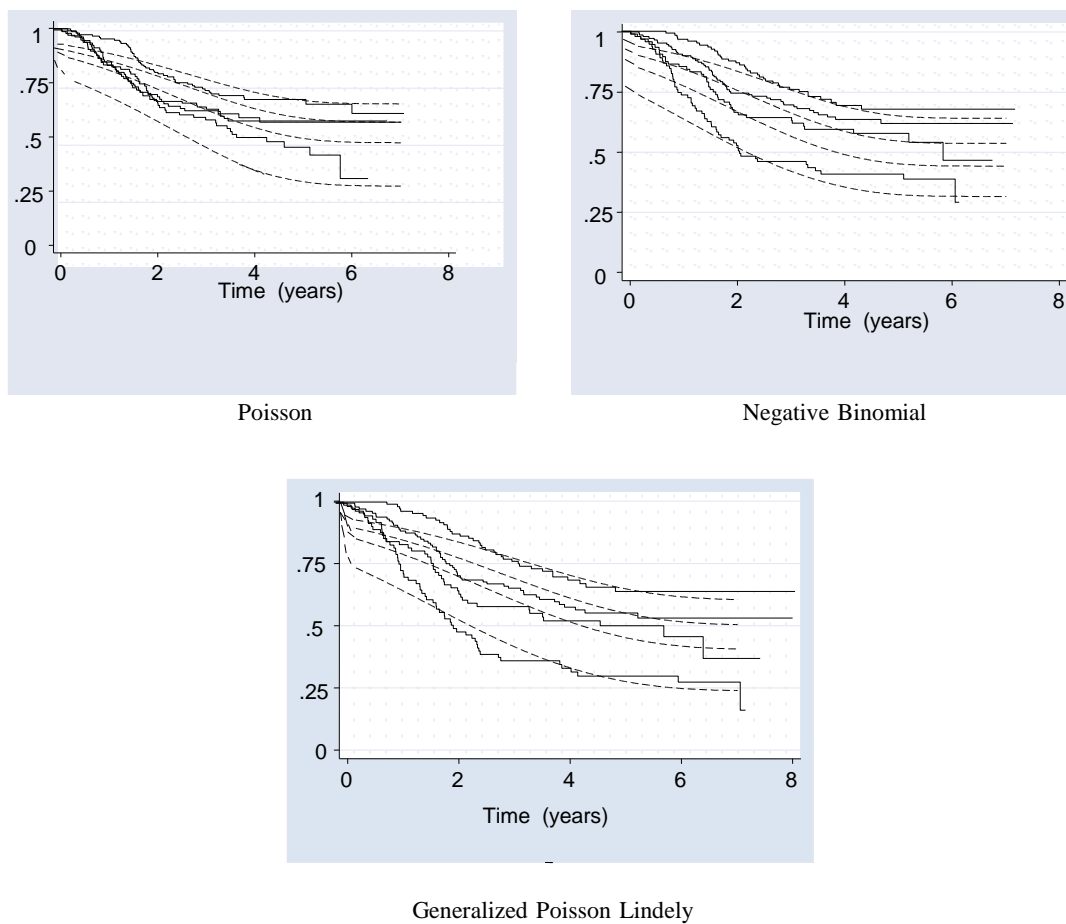 1
.75
.5
.25
0
0 2 4 6 8
Time (years)
Poisson
1
.75
.5
.25
0
0 2 4 6 8
Time (years)
Negative Binomial
1
.75
.5
.25
0
0 2 4 6 8
Time (years)
Generalized Poisson Lindely